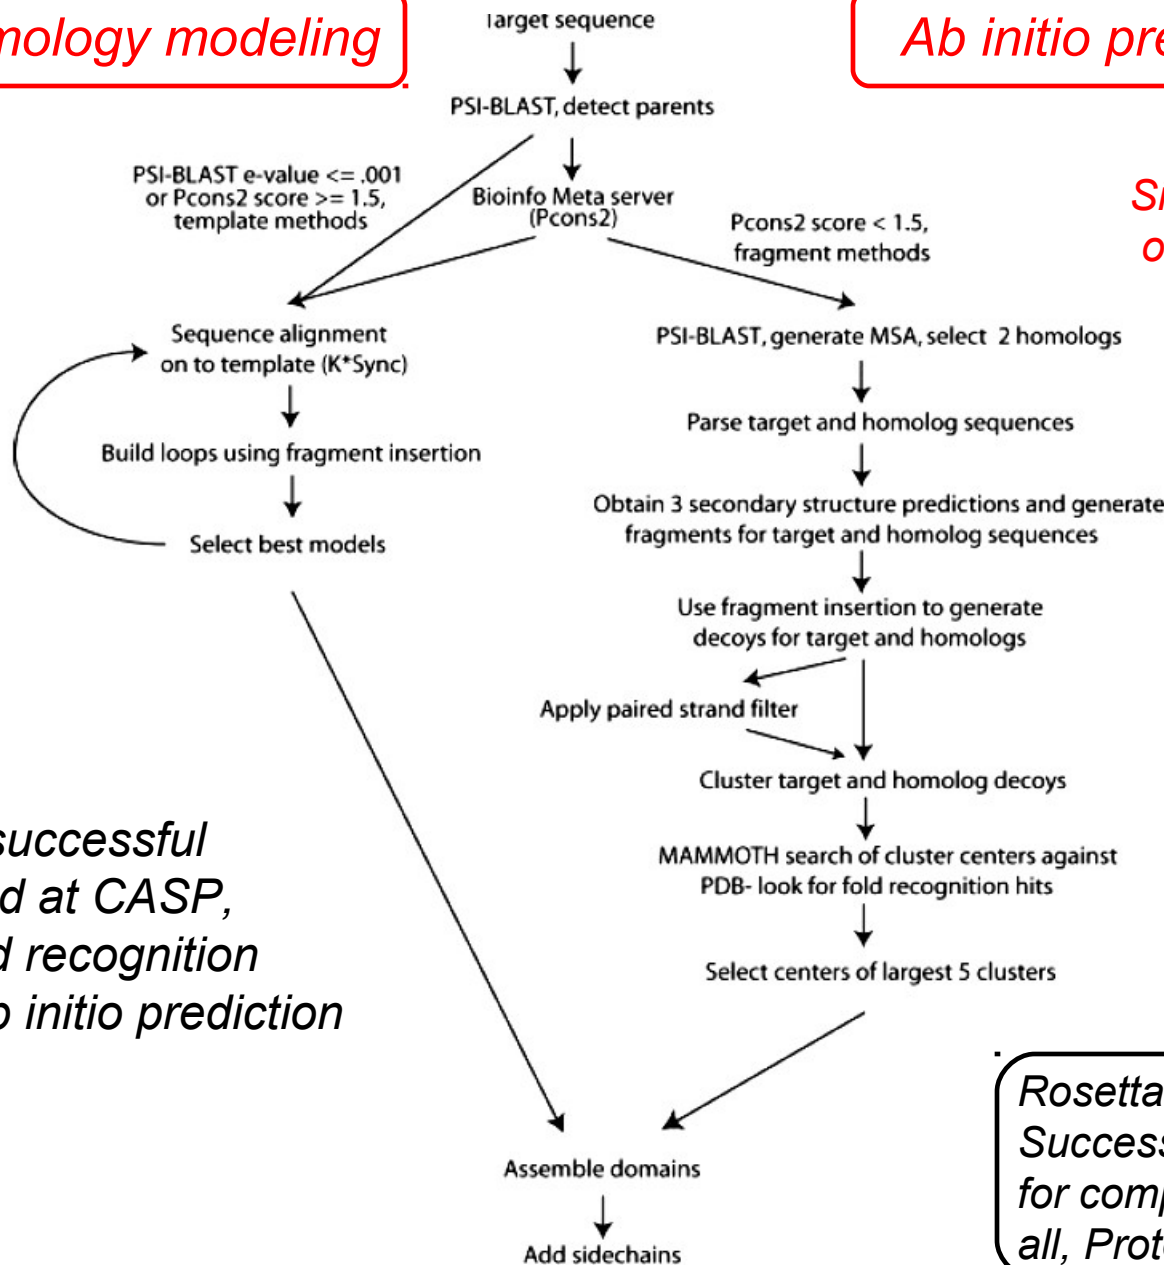 mology modeling
Target sequence
Ab initio pre
PSI-BLAST, detect parents
PSI-BLAST e-value <= .001
or Pcons2 score >= 1.5,
template methods
Bioinfo Meta server
(Pcons2)
Pcons2 score < 1.5,
fragment methods
Sequence alignment
on to template (K*Sync)
Build loops using fragment insertion
Select best models
PSI-BLAST, generate MSA, select 2 homologs
Parse target and homolog sequences
Obtain 3 secondary structure predictions and generate
fragments for target and homolog sequences
Use fragment insertion to generate
decoys for target and homologs
Apply paired strand filter
Cluster target and homolog decoys
MAMMOTH search of cluster centers against
PDB- look for fold recognition hits
Select centers of largest 5 clusters
successful
d at CASP,
d recognition
initio prediction
Rosetta
Success
for comp
all, Prot
Assemble domains
Add sidechains